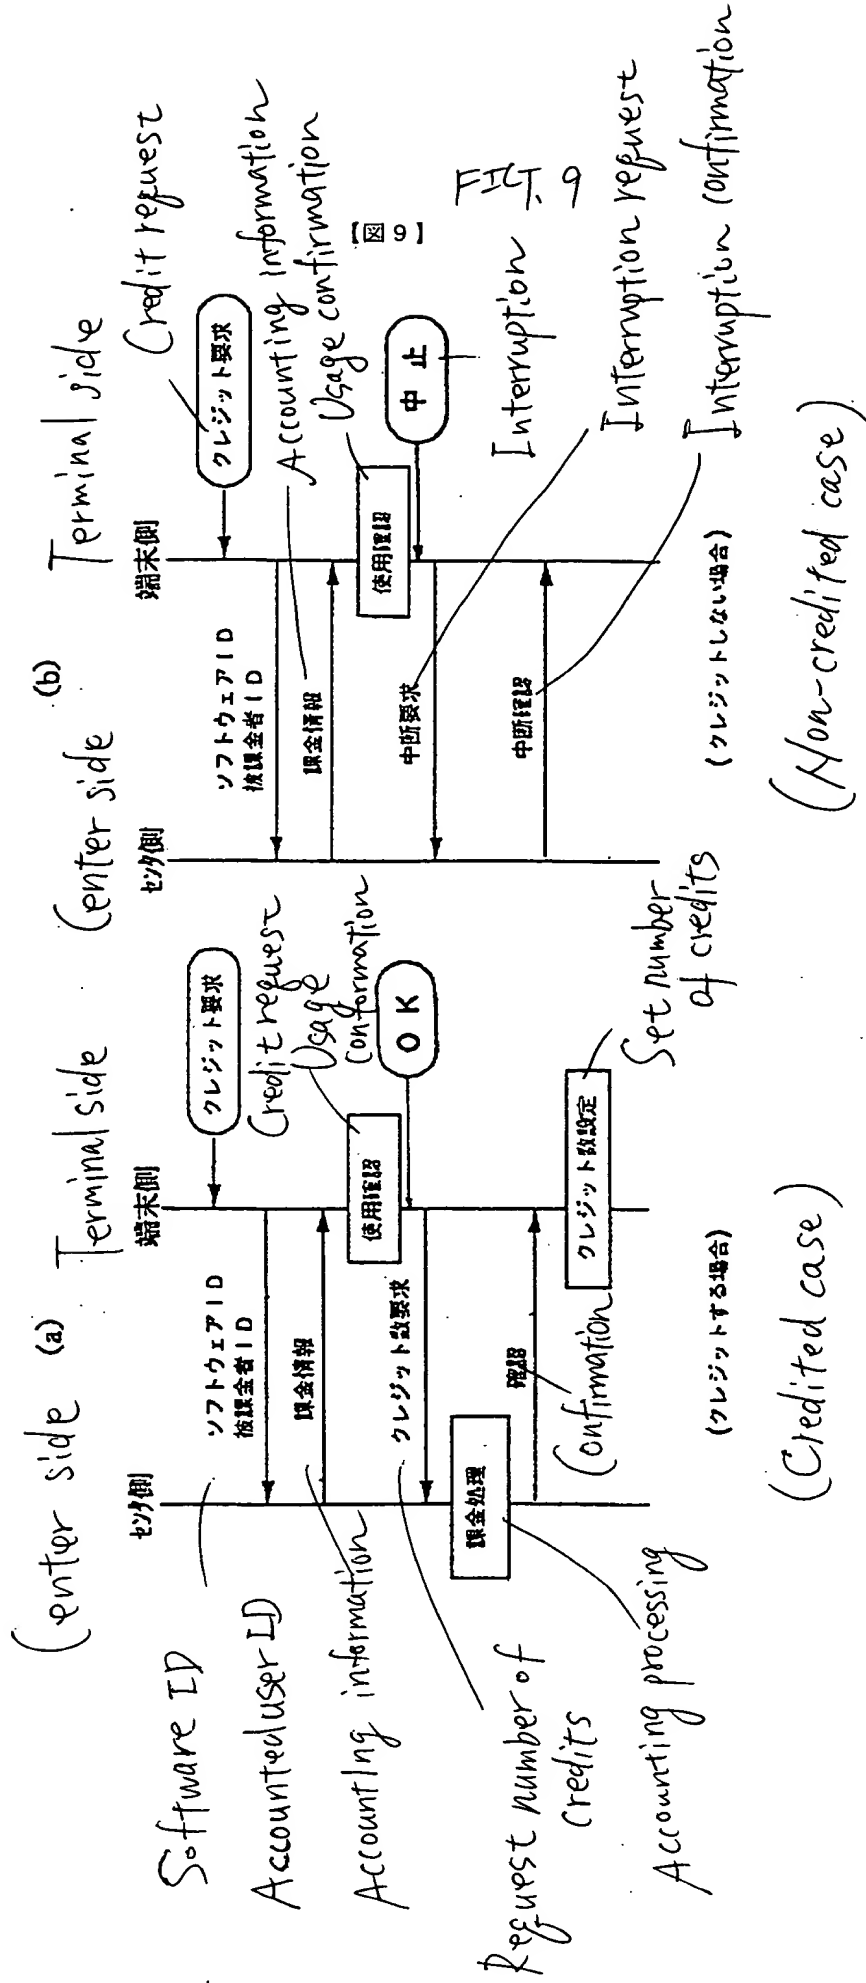 【図9】
FIG. 9
(a)
Center side
Terminal side
センタ側
端末側
クレジット要求
Credit request
ソフトウェアID
被課金者ID
Software ID
Accounted user ID
課金情報
Accounting information
使用確認
Usage
conformation
OK
クレジット数要求
Request number of
credits
課金処理
Accounting processing
確認
Confirmation
クレジット数設定
Set number
of credits
(クレジットする場合)
(Credited case)
(b)
Center side
Terminal side
センタ側
端末側
クレジット要求
Credit request
ソフトウェアID
被課金者ID
課金情報
Accounting information
使用確認
Usage confirmation
中止
Interruption
中断要求
Interruption request
中断確認
Interruption confirmation
(クレジットしない場合)
(Non-credited case)